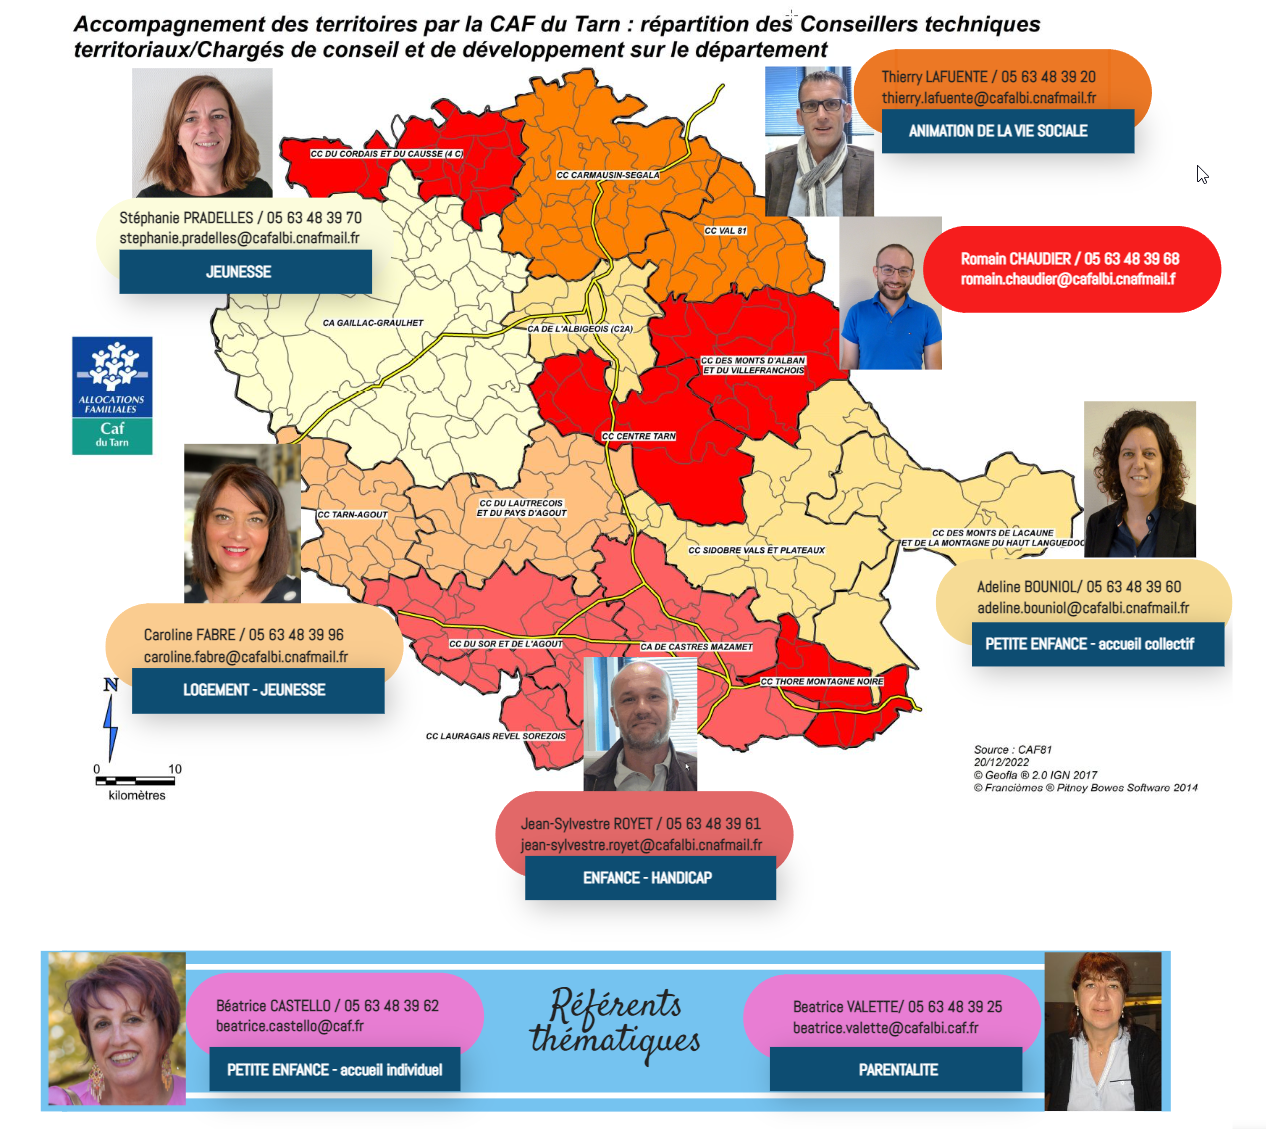 Accompagnement des territoires par la CAF du Tarn : répartition des Conseillers techniques
territoriaux/Chargés de conseil et de développement sur le département
Thierry LAFUENTE / 05 63 48 39 20
thierry.lafuente@cafalbi.cnafmail.fr
ANIMATION DE LA VIE SOCIALE
CC DU CORDAIS ET DU CAUSSE (4 C)
CC CARMAUSIN-SEGALA
Stéphanie PRADELLES / 05 63 48 39 70
stephanie.pradelles@cafalbi.cnafmail.fr
JEUNESSE
CC VAL 81
Romain CHAUDIER / 05 63 48 39 68
romain.chaudier@cafalbi.cnafmail.f
CA GAILLAC-GRAULHET
CA DE L'ALBIGEOIS (C2A)
CC DES MONTS D'ALBAN
ET DU VILLEFRANCHOIS
ALLOCATIONS
FAMILIALES
Caf
du Tarn
CC CENTRE TARN
CC TARN-AGOUT
CC DU LAUTRECOIS
ET DU PAYS D'AGOUT
CC SIDOBRE VALS ET PLATEAUX
CC DES MONTS DE LACAUNE
ET DE LA MONTAGNE DU HAUT LANGUEDOC
Adeline BOUNIOL/ 05 63 48 39 60
adeline.bouniol@cafalbi.cnafmail.fr
PETITE ENFANCE - accueil collectif
Caroline FABRE / 05 63 48 39 96
caroline.fabre@cafalbi.cnafmail.fr
LOGEMENT - JEUNESSE
CC DU SOR ET DE L'AGOUT
CA DE CASTRES MAZAMET
CC THORE MONTAGNE NOIRE
CC LAURAGAIS REVEL SOREZOIS
N
0 10
kilomètres
Source : CAF81
20/12/2022
© Geofla ® 2.0 IGN 2017
© Francièmes ® Pitney Bowes Software 2014
Jean-Sylvestre ROYET / 05 63 48 39 61
jean-sylvestre.royet@cafalbi.cnafmail.fr
ENFANCE - HANDICAP
Béatrice CASTELLO / 05 63 48 39 62
beatrice.castello@caf.fr
PETITE ENFANCE - accueil individuel
Référents
thématiques
Beatrice VALETTE/ 05 63 48 39 25
beatrice.valette@cafalbi.caf.fr
PARENTALITE